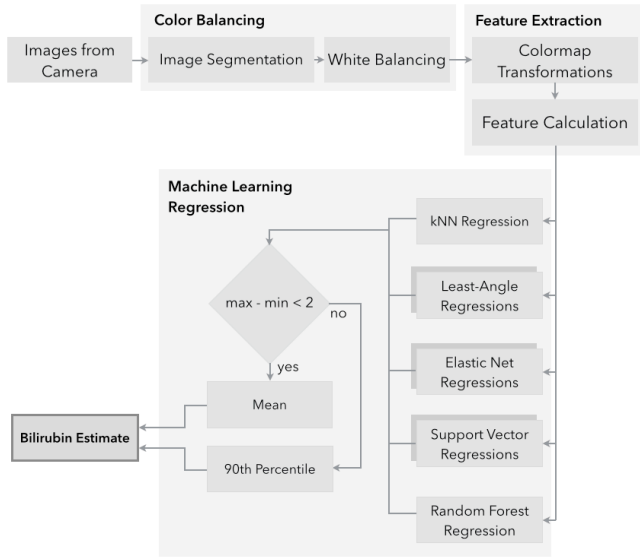 Color Balancing
Feature Extraction
Images from
Camera
Image Segmentation
White Balancing
Colormap
Transformations
Feature Calculation
Machine Learning
Regression
kNN Regression
Least-Angle
Regressions
max - min < 2
no
yes
Elastic Net
Regressions
Mean
Bilirubin Estimate
Support Vector
Regressions
90th Percentile
Random Forest
Regression